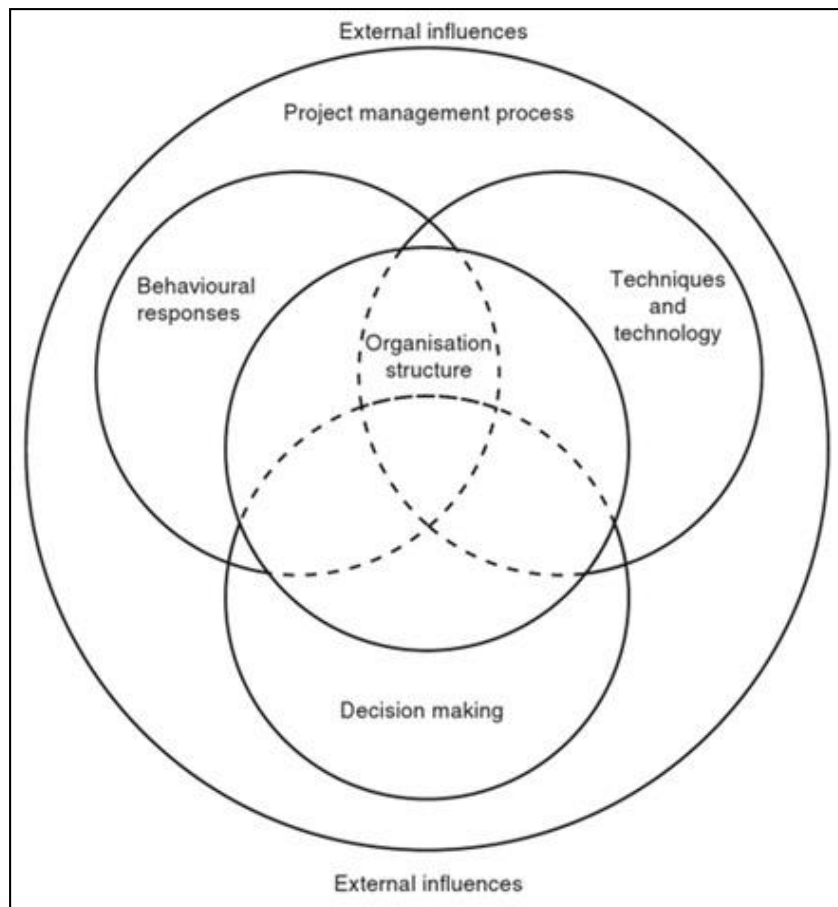 External influences
Project management process
Behavioural
responses
Techniques
and
technology
Organisation
structure
Decision making
External influences